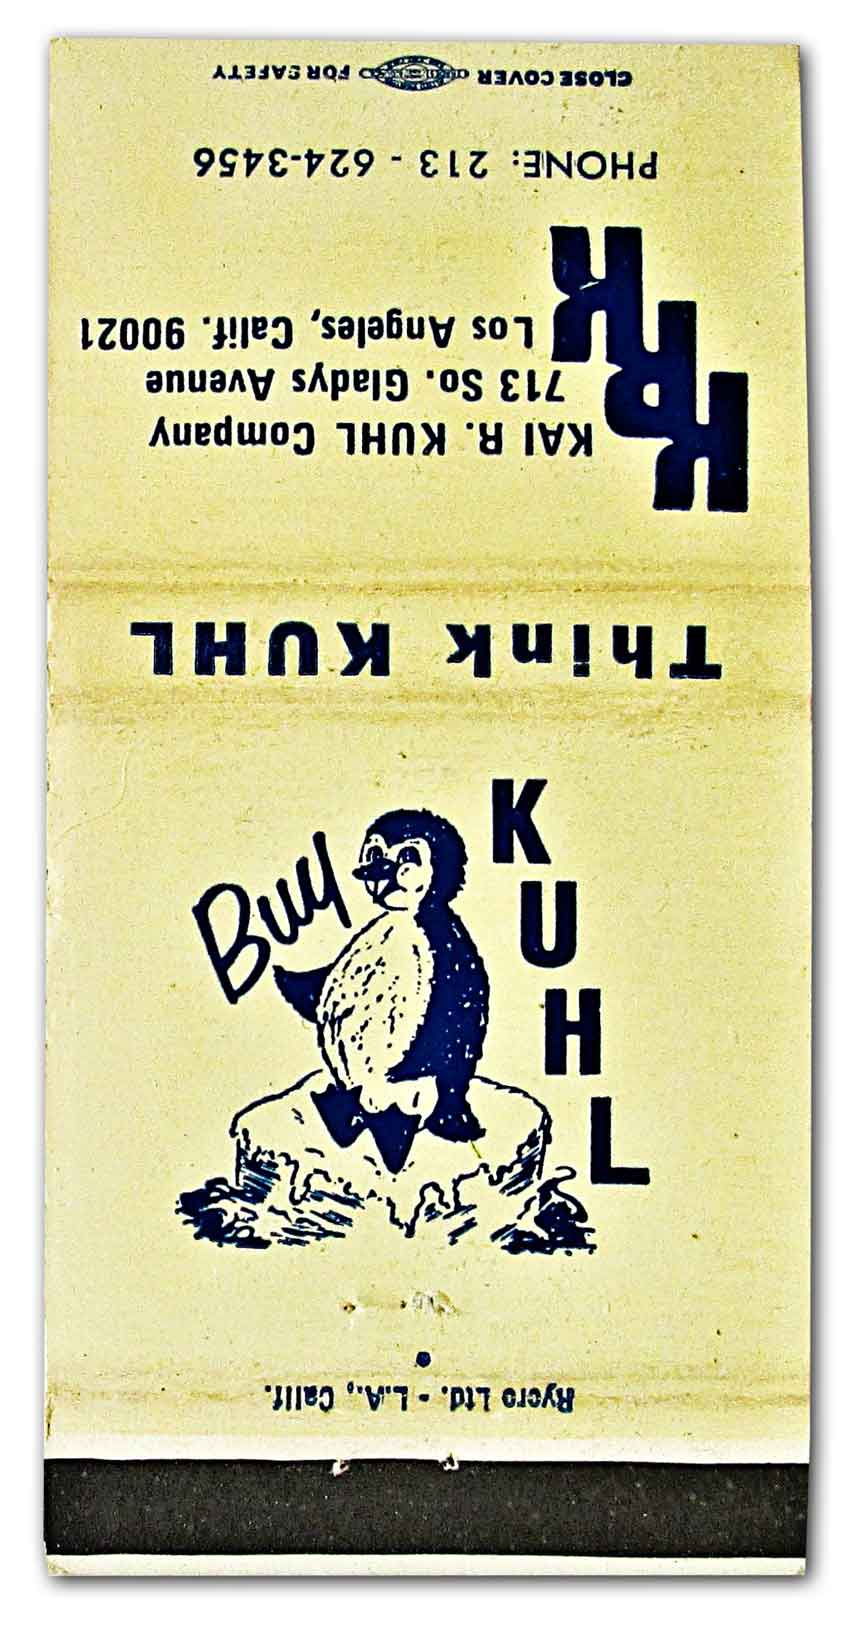 Think KUHL
KRK
KAI R. KUHL Company
713 So. Gladys Avenue
Los Angeles, Calif. 90021
PHONE: 213 - 624-3456
CLOSE COVER FOR SAFETY
Buy
KUHL
Rycro Ltd. - L.A., Calif.